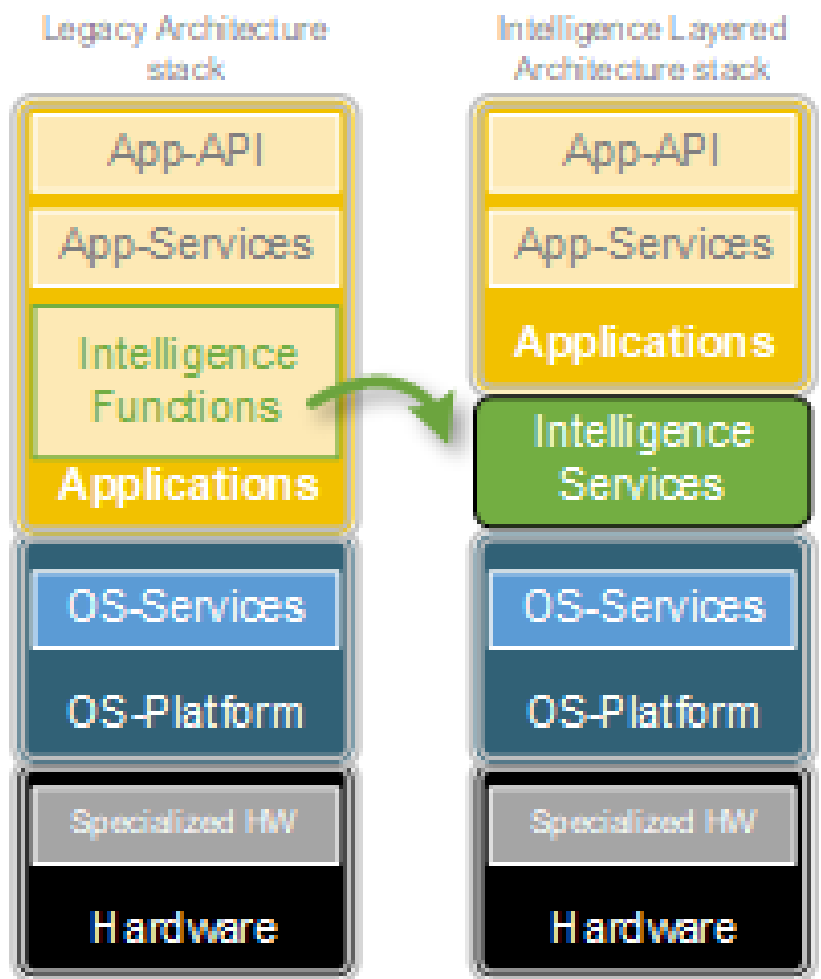 Legacy Architecture
stack
App-API
App-Services
Intelligence
Functions
Applications
OS-Services
OS-Platform
Specialized HW
Hardware
Intelligence Layered
Architecture stack
App-API
App-Services
Applications
Intelligence
Services
OS-Services
OS-Platform
Specialized HW
Hardware